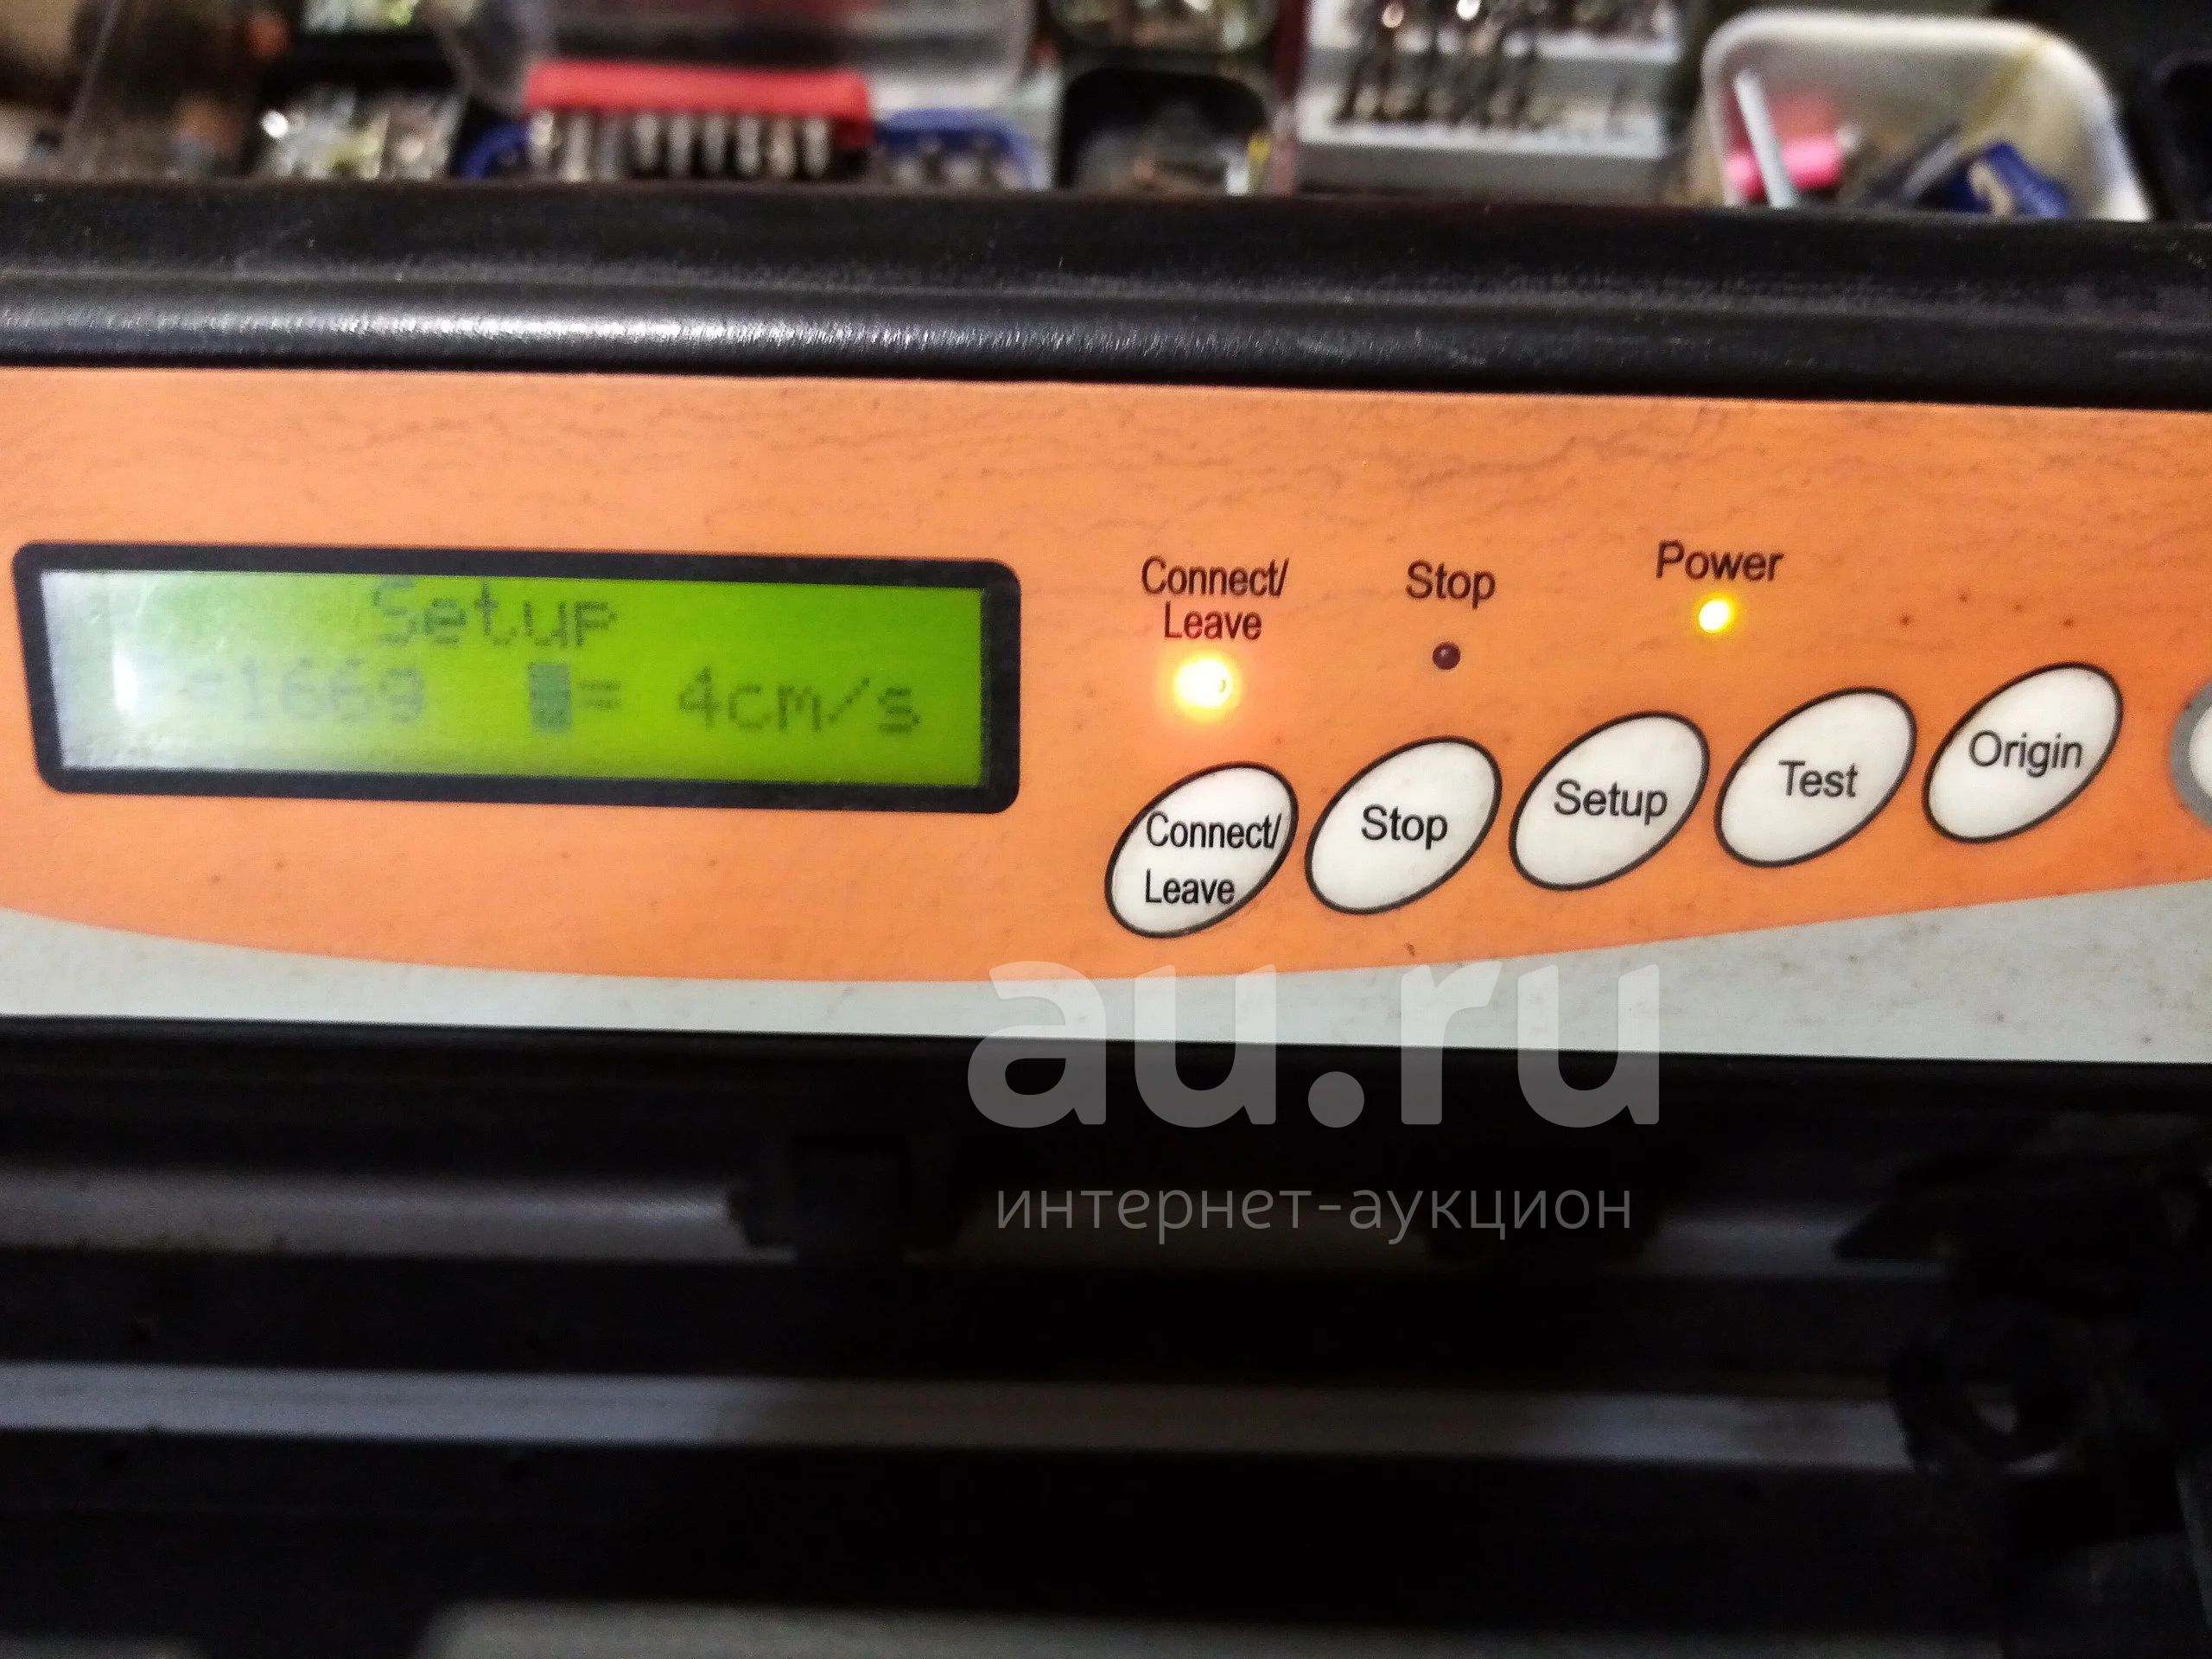 Setup
=1669 = 4cm/s
Connect/
Leave
Stop
Power
Connect/
Leave
Stop
Setup
Test
Origin
au.ru
интернет-аукцион